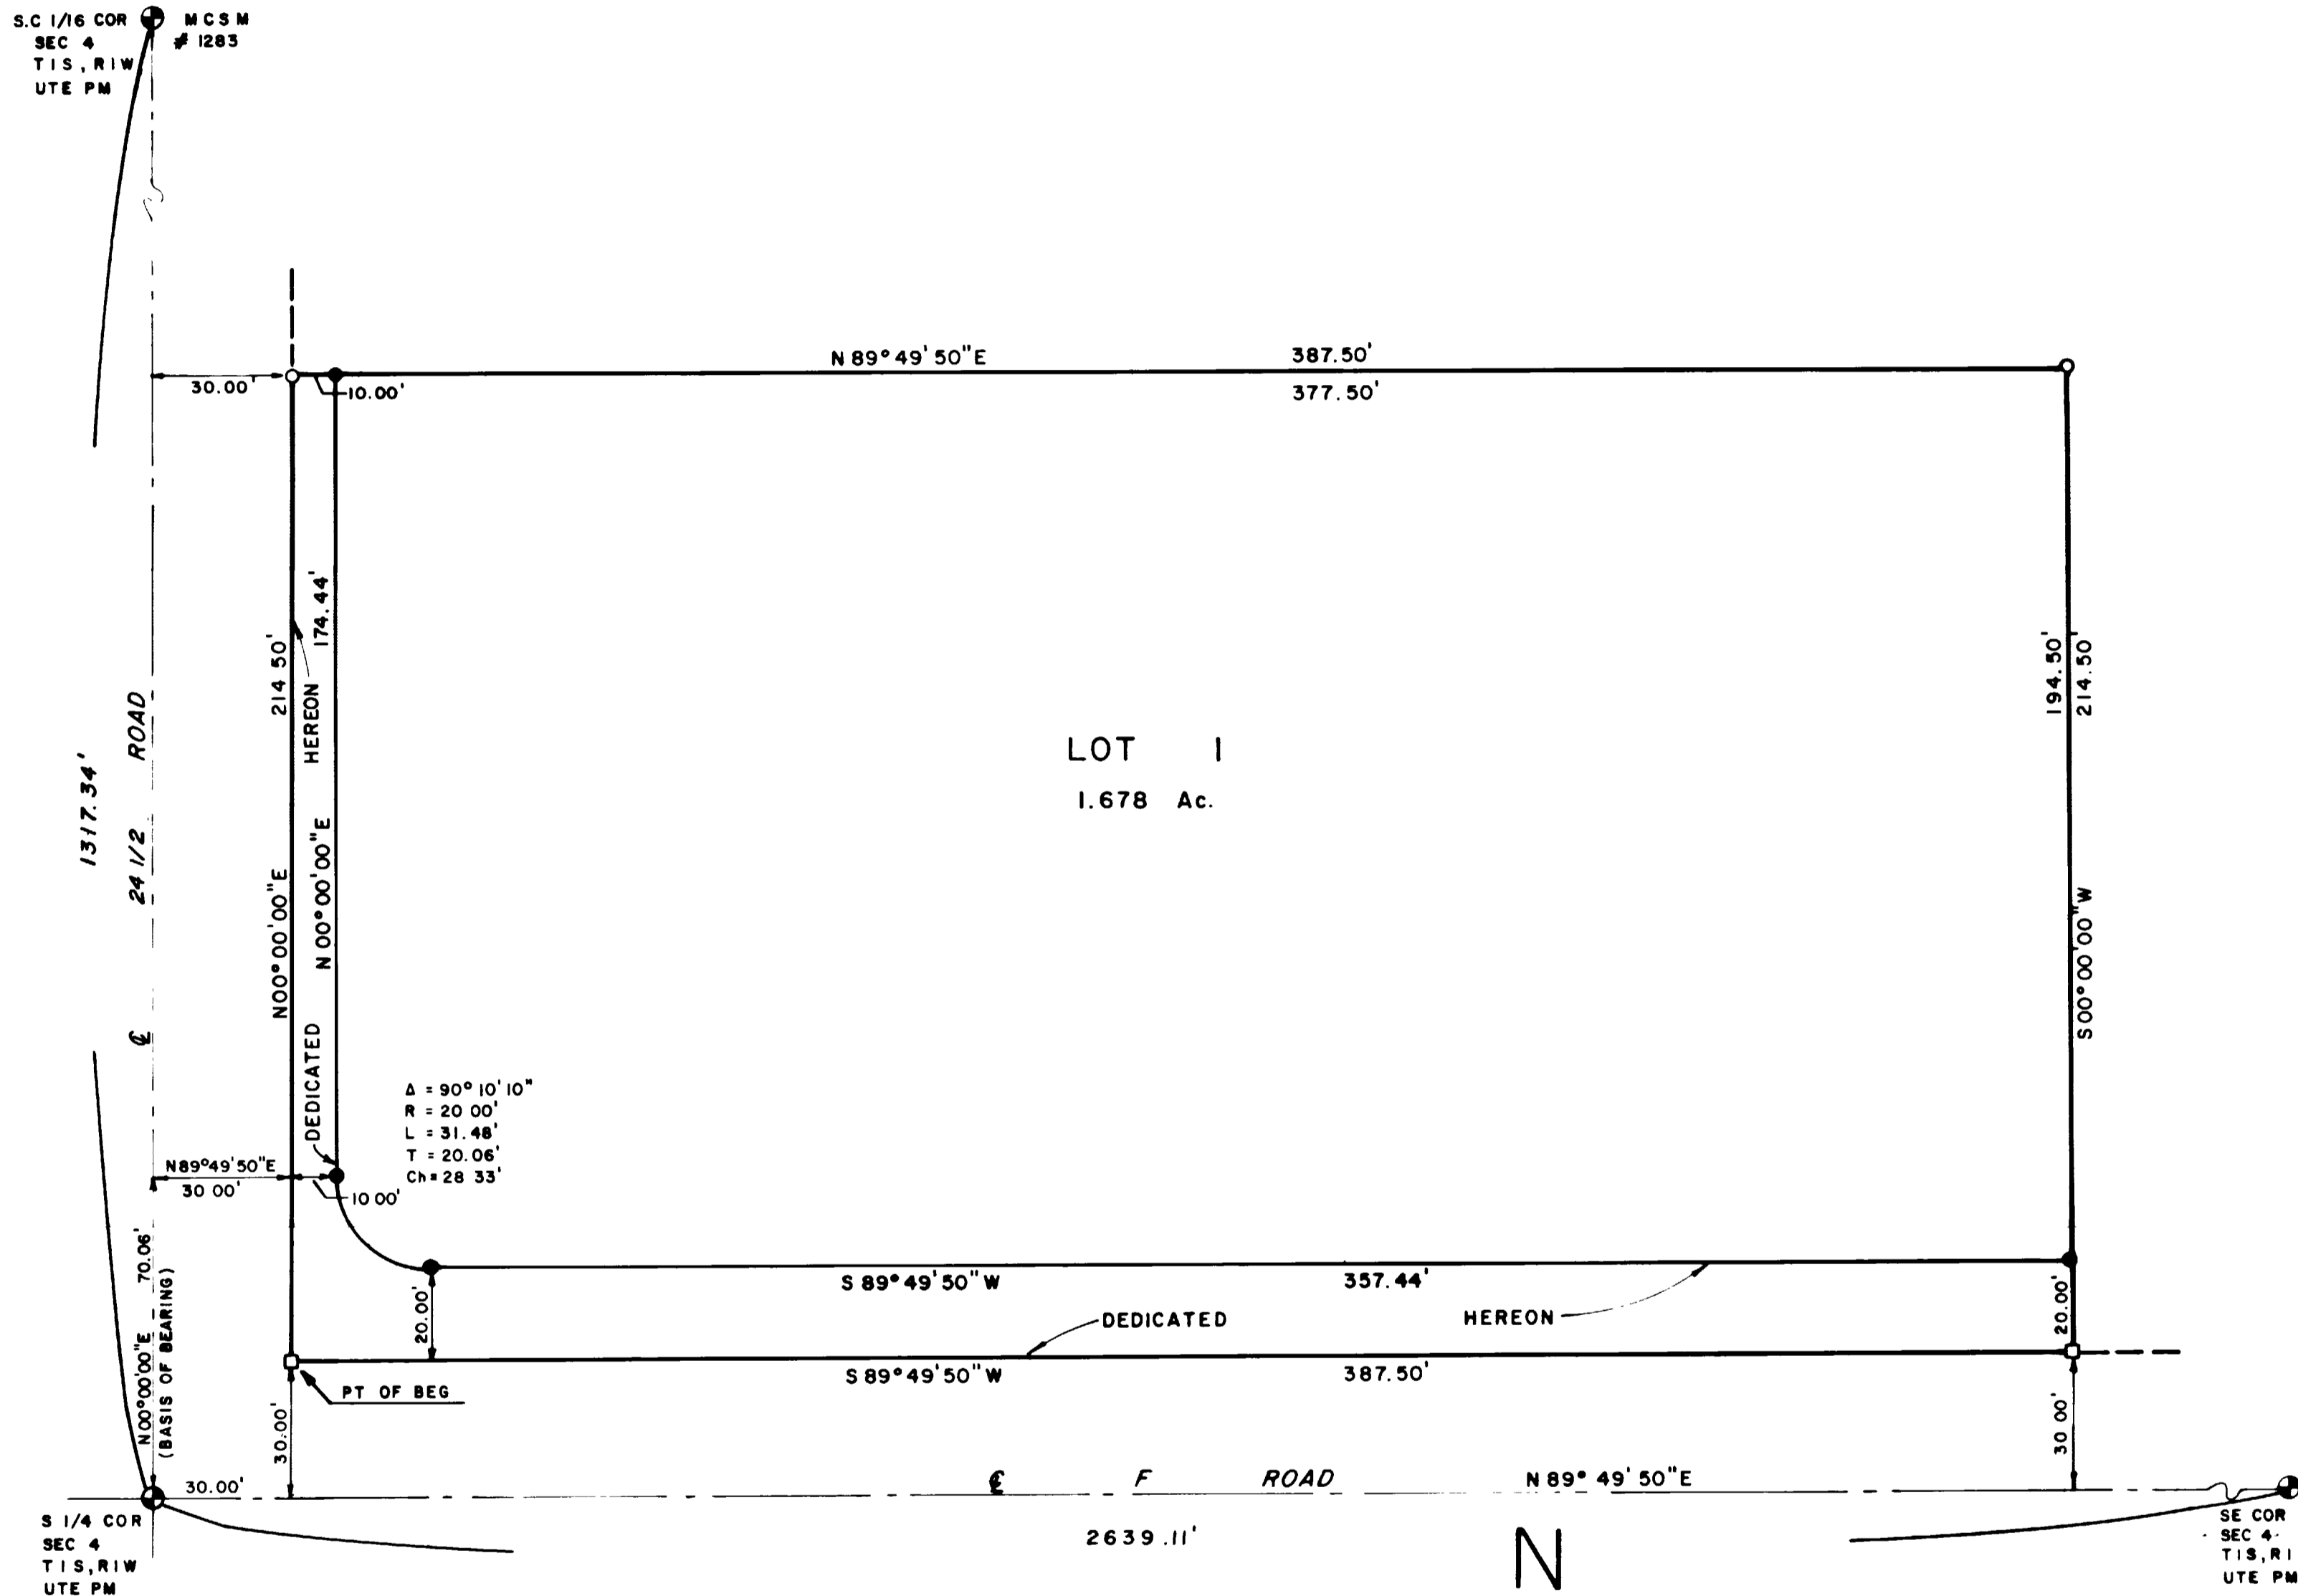 S.C 1/16 COR
SEC 4
T1S, R1W
UTE PM
MCSM
# 1283
N 89° 49' 50" E
387.50'
30.00'
10.00'
377.50'
1317.34'
24 1/2 ROAD
℄
214 50'
N00°00'00"E
HEREON
DEDICATED
174.44'
N 00°00'00"E
LOT 1
1.678 Ac.
194.50'
214.50'
S00°00'00"W
Δ = 90° 10' 10"
R = 20 00'
L = 31.48'
T = 20.06'
Ch = 28 33'
N89°49'50"E
30 00'
10 00'
S 89° 49' 50" W
357.44'
20.00'
DEDICATED
HEREON
20.00'
S 89° 49' 50" W
387.50'
PT OF BEG
N00°00'00"E 70.06'
(BASIS OF BEARING)
30.00'
30 00'
30.00'
℄ F ROAD
N 89° 49' 50" E
2639.11'
S 1/4 COR
SEC 4
T1S, R1W
UTE PM
N
SE COR
SEC 4
T1S, R1
UTE PM